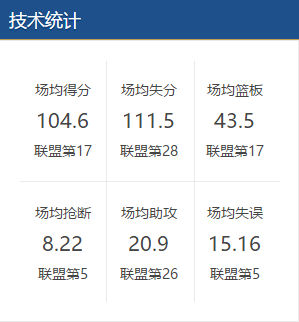 技术统计
场均得分 场均失分 场均篮板
104.6 111.5 43.5
联盟第17 联盟第28 联盟第17
场均抢断 场均助攻 场均失误
8.22 20.9 15.16
联盟第5 联盟第26 联盟第5